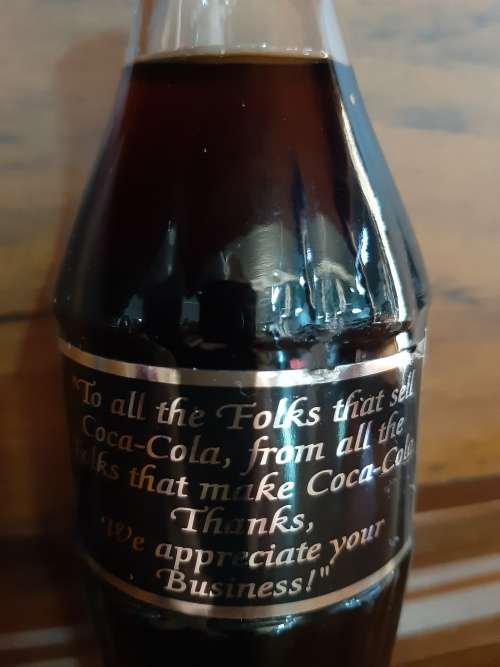 "To all the Folks that sell
Coca-Cola, from all the
Folks that make Coca-Cola
Thanks,
We appreciate your
Business!"